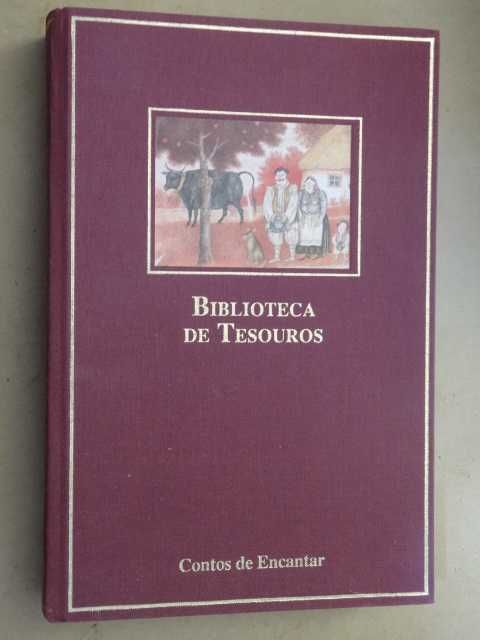 BIBLIOTECA
DE TESOUROS
Contos de Encantar